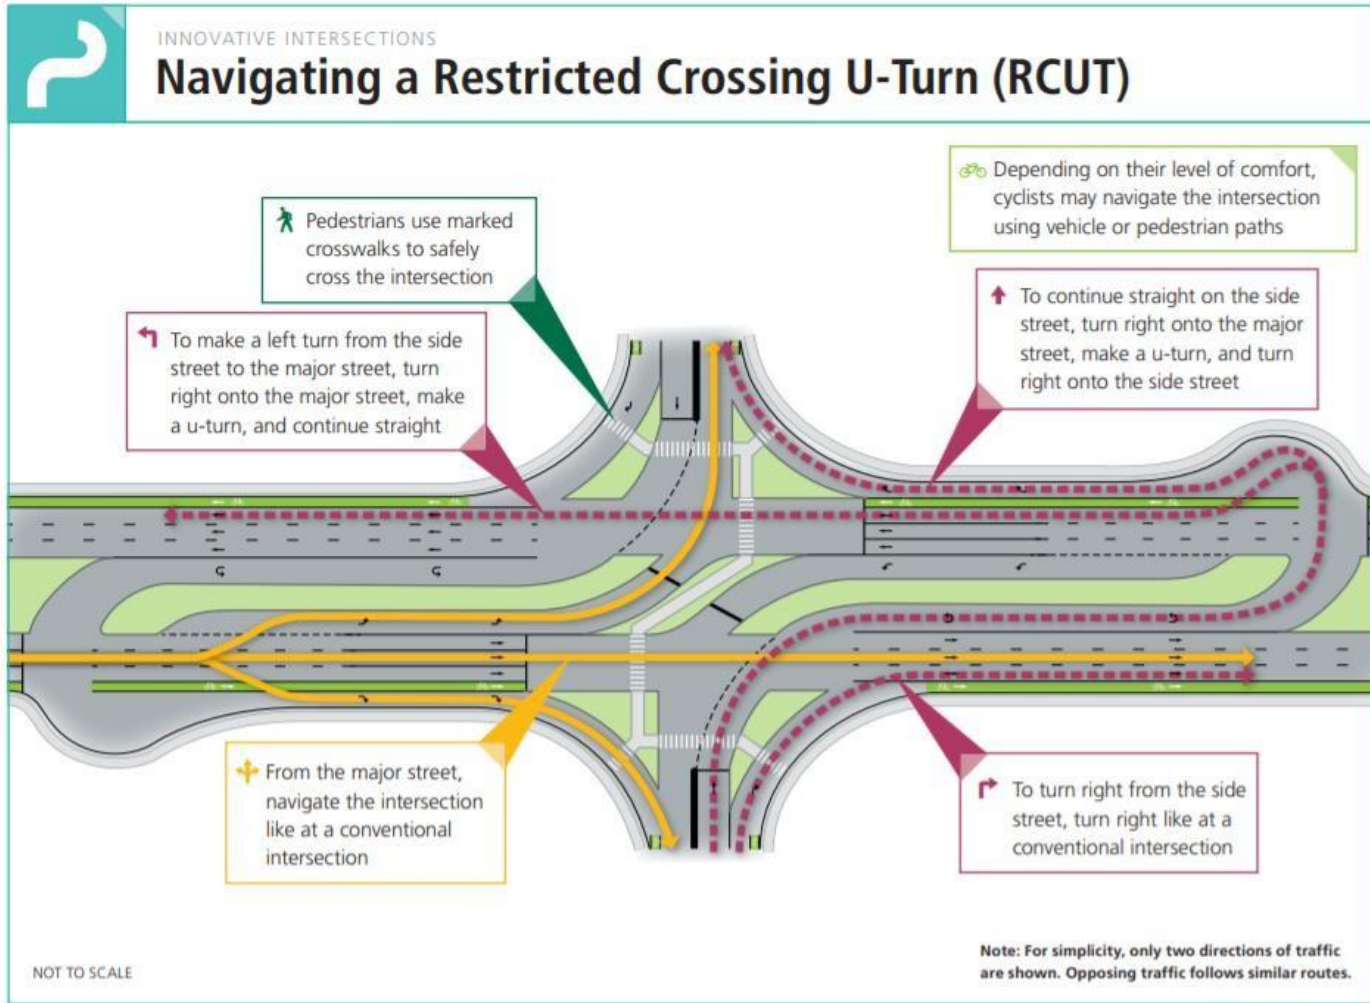 INNOVATIVE INTERSECTIONS
Navigating a Restricted Crossing U-Turn (RCUT)
Depending on their level of comfort,
cyclists may navigate the intersection
using vehicle or pedestrian paths
Pedestrians use marked
crosswalks to safely
cross the intersection
To continue straight on the side
street, turn right onto the major
street, make a u-turn, and turn
right onto the side street
To make a left turn from the side
street to the major street, turn
right onto the major street, make
a u-turn, and continue straight
From the major street,
navigate the intersection
like at a conventional
intersection
To turn right from the side
street, turn right like at a
conventional intersection
NOT TO SCALE
Note: For simplicity, only two directions of traffic
are shown. Opposing traffic follows similar routes.